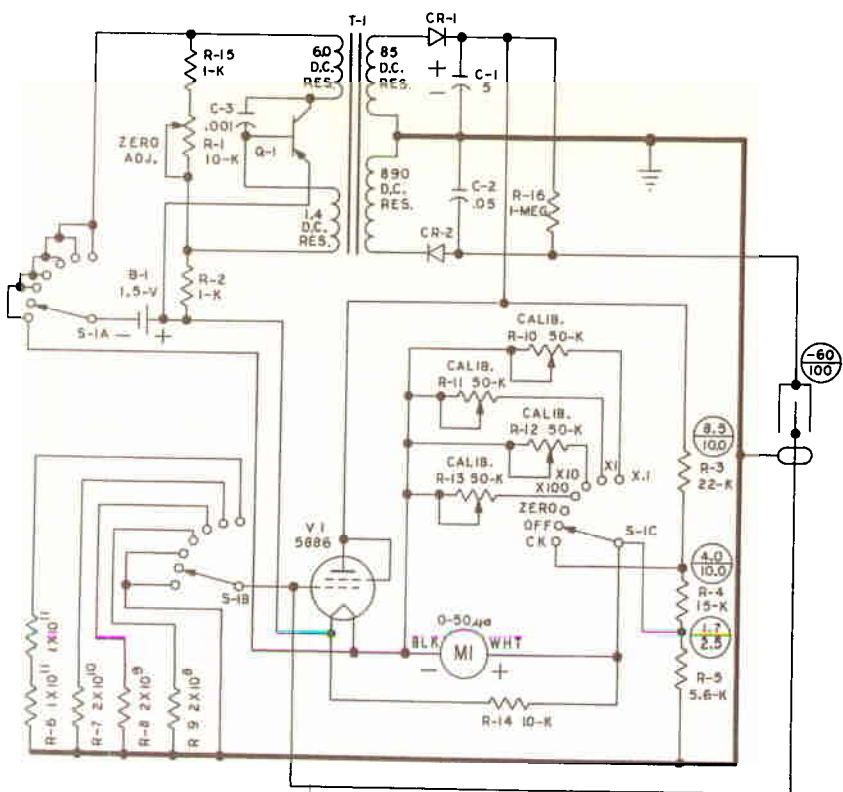 T-1
CR-1
R-15
1-K
60
D.C.
RES.
85
D.C.
RES.
+
−
C-1
5
C-3
.001
ZERO
ADJ.
R-1
10-K
Q-1
890
D.C.
RES.
C-2
.05
R-16
1-MEG
1.4
D.C.
RES.
CR-2
B-1
1.5-V
R-2
1-K
S-1A
−
+
CALIB.
R-10 50-K
CALIB.
R-11 50-K
CALIB.
R-12 50-K
CALIB.
R-13 50-K
X10
X1
X.1
X100
ZERO
OFF
CK
S-1C
-60
100
8.5
10.0
R-3
22-K
4.0
10.0
R-4
15-K
1.7
2.5
R-5
5.6-K
V1
5886
S-1B
0-50μa
BLK
M1
WHT
−
+
R-14 10-K
R-6 1X10¹¹ 1X10¹¹
R-7 2X10¹⁰
R-8 2X10⁹
R-9 2X10⁸